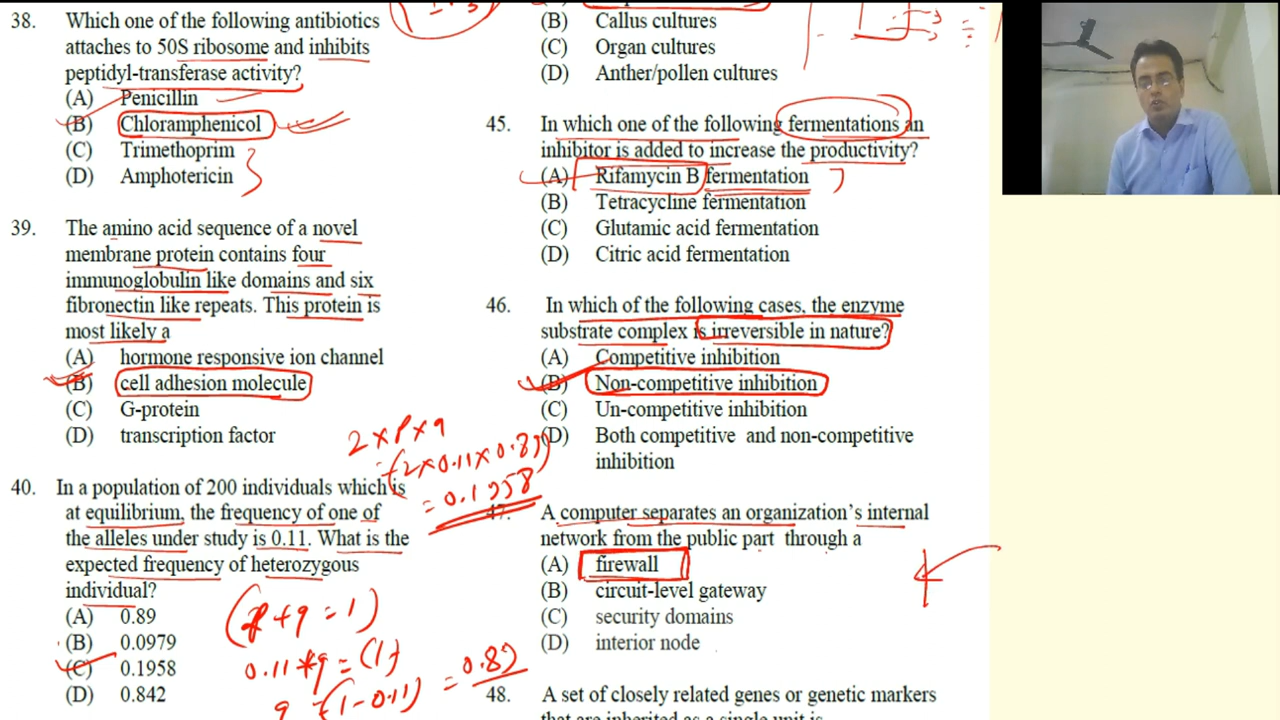 38. Which one of the following antibiotics
attaches to 50S ribosome and inhibits
peptidyl-transferase activity?
(A) Penicillin
(B) Chloramphenicol
(C) Trimethoprim
(D) Amphotericin
39. The amino acid sequence of a novel
membrane protein contains four
immunoglobulin like domains and six
fibronectin like repeats. This protein is
most likely a
(A) hormone responsive ion channel
(B) cell adhesion molecule
(C) G-protein
(D) transcription factor
40. In a population of 200 individuals which is
at equilibrium, the frequency of one of
the alleles under study is 0.11. What is the
expected frequency of heterozygous
individual?
(A) 0.89
(B) 0.0979
(C) 0.1958
(D) 0.842
2 × p × q
(2 × 0.11 × 0.89)
= 0.1958
(p + q = 1)
0.11 + q = (1)
q = (1 - 0.11) = 0.89
(B) Callus cultures
(C) Organ cultures
(D) Anther/pollen cultures
45. In which one of the following fermentations an
inhibitor is added to increase the productivity?
(A) Rifamycin B fermentation
(B) Tetracycline fermentation
(C) Glutamic acid fermentation
(D) Citric acid fermentation
46. In which of the following cases, the enzyme
substrate complex is irreversible in nature?
(A) Competitive inhibition
(B) Non-competitive inhibition
(C) Un-competitive inhibition
(D) Both competitive and non-competitive
inhibition
47. A computer separates an organization's internal
network from the public part through a
(A) firewall
(B) circuit-level gateway
(C) security domains
(D) interior node
48. A set of closely related genes or genetic markers
that are inherited as a single unit is